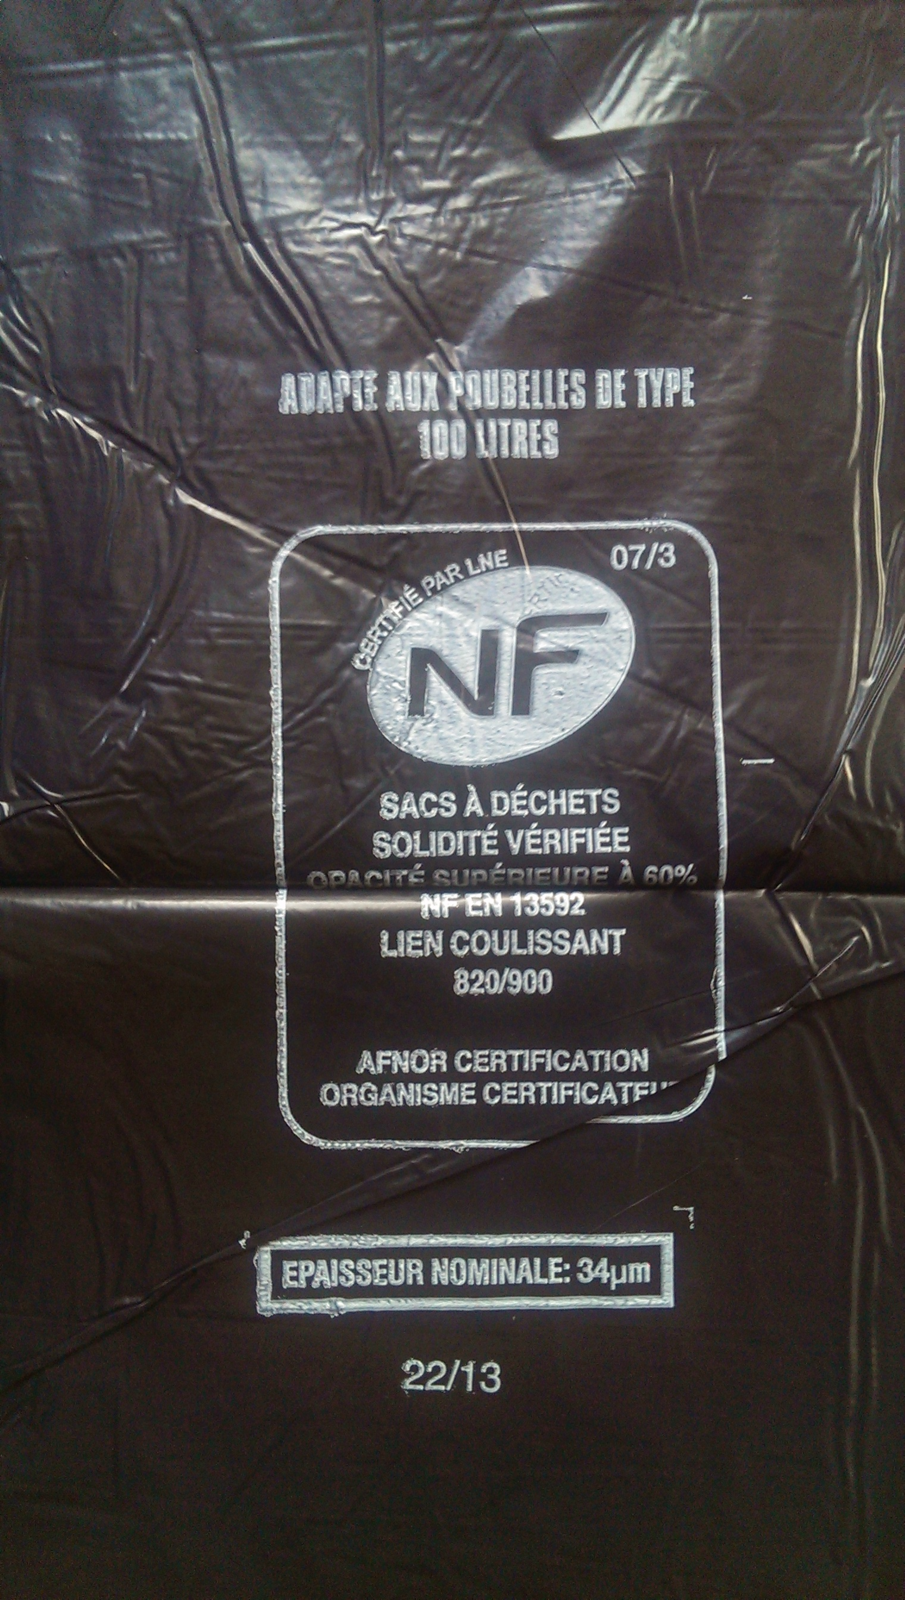 ADAPTE AUX POUBELLES DE TYPE
100 LITRES
07/3
CERTIFIÉ PAR LNE
NF
SACS À DÉCHETS
SOLIDITÉ VÉRIFIÉE
OPACITÉ SUPÉRIEURE À 60%
NF EN 13592
LIEN COULISSANT
820/900
AFNOR CERTIFICATION
ORGANISME CERTIFICATEUR
EPAISSEUR NOMINALE: 34µm
22/13